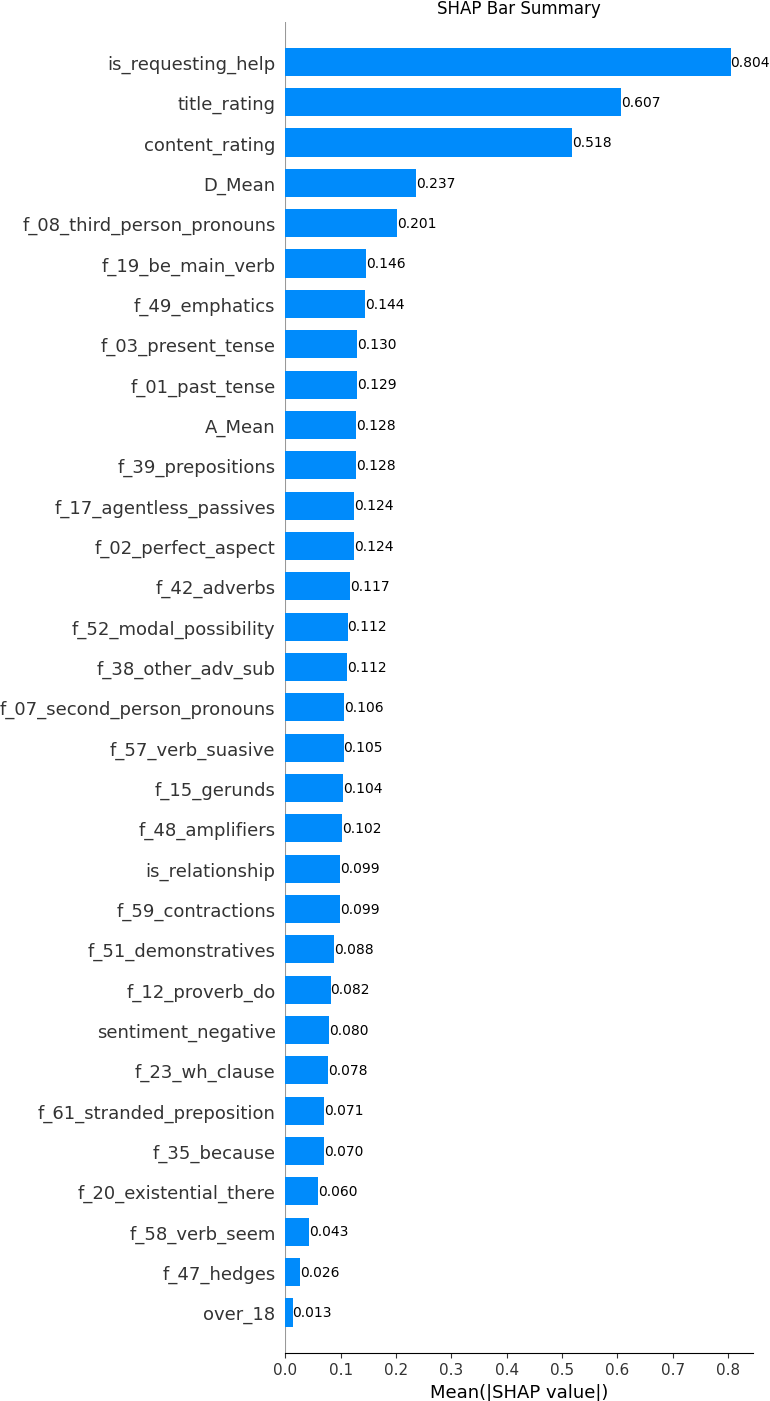 SHAP Bar Summary
is_requesting_help 0.804
title_rating 0.607
content_rating 0.518
D_Mean 0.237
f_08_third_person_pronouns 0.201
f_19_be_main_verb 0.146
f_49_emphatics 0.144
f_03_present_tense 0.130
f_01_past_tense 0.129
A_Mean 0.128
f_39_prepositions 0.128
f_17_agentless_passives 0.124
f_02_perfect_aspect 0.124
f_42_adverbs 0.117
f_52_modal_possibility 0.112
f_38_other_adv_sub 0.112
f_07_second_person_pronouns 0.106
f_57_verb_suasive 0.105
f_15_gerunds 0.104
f_48_amplifiers 0.102
is_relationship 0.099
f_59_contractions 0.099
f_51_demonstratives 0.088
f_12_proverb_do 0.082
sentiment_negative 0.080
f_23_wh_clause 0.078
f_61_stranded_preposition 0.071
f_35_because 0.070
f_20_existential_there 0.060
f_58_verb_seem 0.043
f_47_hedges 0.026
over_18 0.013
0.0 0.1 0.2 0.3 0.4 0.5 0.6 0.7 0.8
Mean(|SHAP value|)